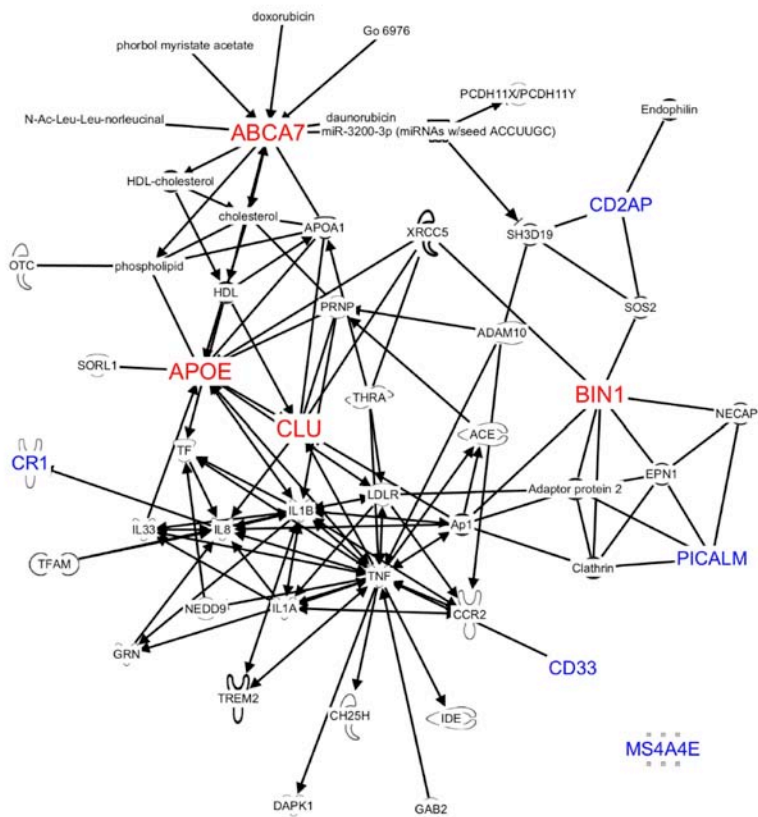 doxorubicin
phorbol myristate acetate
Go 6976
PCDH11X/PCDH11Y
Endophilin
N-Ac-Leu-Leu-norleucinal
daunorubicin
ABCA7
miR-3200-3p (miRNAs w/seed ACCUUGC)
HDL-cholesterol
CD2AP
cholesterol
APOA1
XRCC5
SH3D19
OTC
phospholipid
HDL
PRNP
SOS2
ADAM10
SORL1
APOE
THRA
BIN1
NECAP
CLU
ACE
TF
CR1
EPN1
LDLR
Adaptor protein 2
IL1B
IL33
IL8
Ap1
PICALM
TFAM
Clathrin
TNF
NEDD9
IL1A
CCR2
GRN
CD33
TREM2
CH25H
IDE
MS4A4E
DAPK1
GAB2